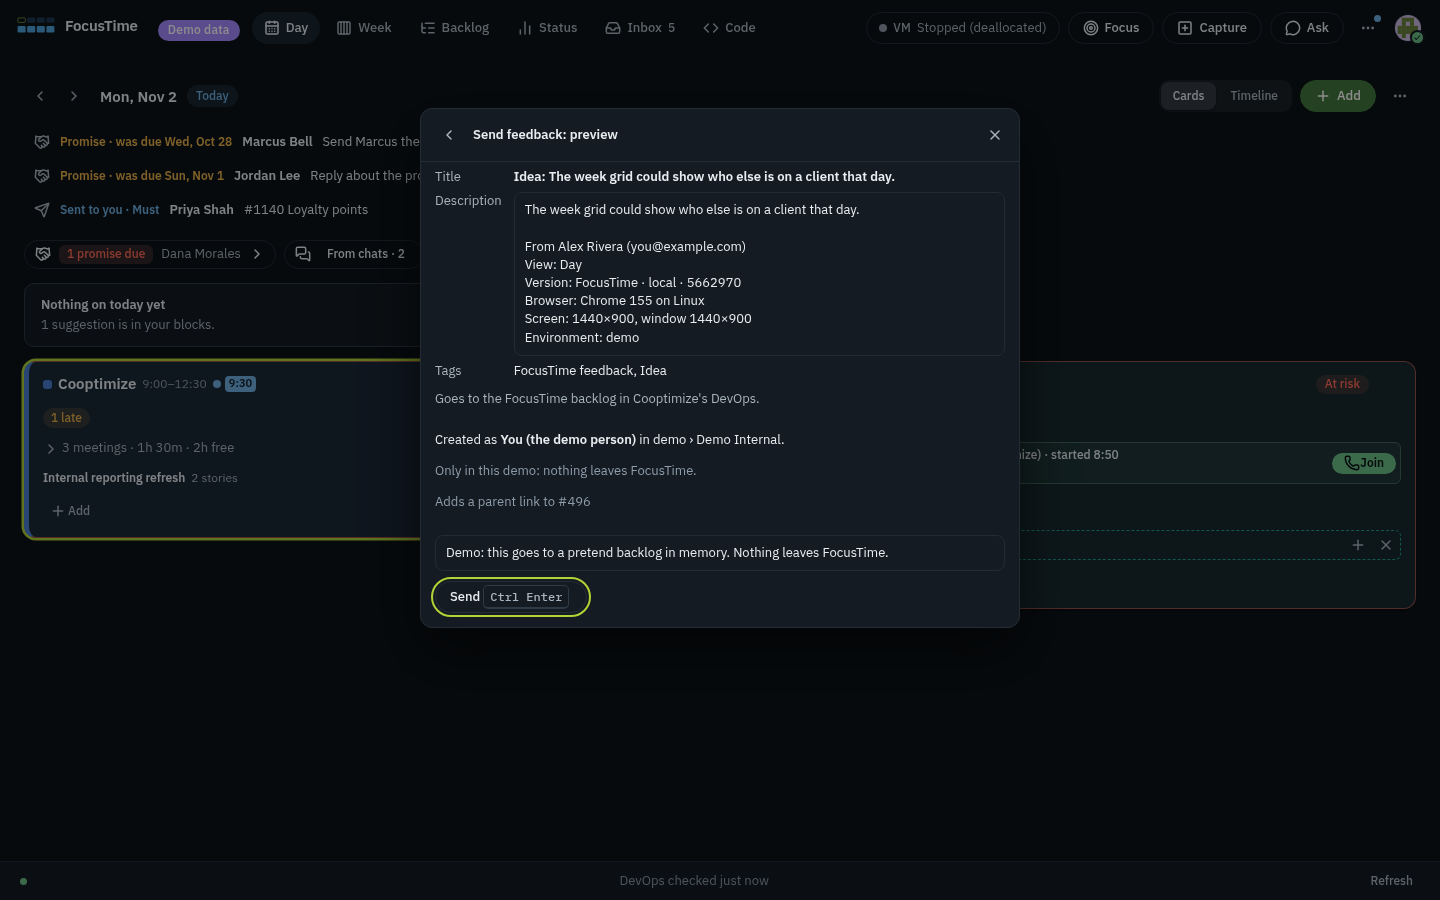 FocusTime
Demo data
Day
Week
Backlog
Status
Inbox 5
Code
VM Stopped (deallocated)
Focus
Capture
Ask
Mon, Nov 2
Today
Cards
Timeline
Add
Promise · was due Wed, Oct 28 Marcus Bell Send Marcus the
Promise · was due Sun, Nov 1 Jordan Lee Reply about the
Sent to you · Must Priya Shah #1140 Loyalty points
1 promise due Dana Morales
From chats · 2
Nothing on today yet
1 suggestion is in your blocks.
Cooptimize 9:00–12:30 9:30
1 late
3 meetings · 1h 30m · 2h free
Internal reporting refresh 2 stories
Add
Send feedback: preview
Title Idea: The week grid could show who else is on a client that day.
Description
The week grid could show who else is on a client that day.
From Alex Rivera (you@example.com)
View: Day
Version: FocusTime · local · 5662970
Browser: Chrome 155 on Linux
Screen: 1440×900, window 1440×900
Environment: demo
Tags FocusTime feedback, Idea
Goes to the FocusTime backlog in Cooptimize's DevOps.
Created as You (the demo person) in demo › Demo Internal.
Only in this demo: nothing leaves FocusTime.
Adds a parent link to #496
Demo: this goes to a pretend backlog in memory. Nothing leaves FocusTime.
Send Ctrl Enter
At risk
· started 8:50
Join
DevOps checked just now
Refresh